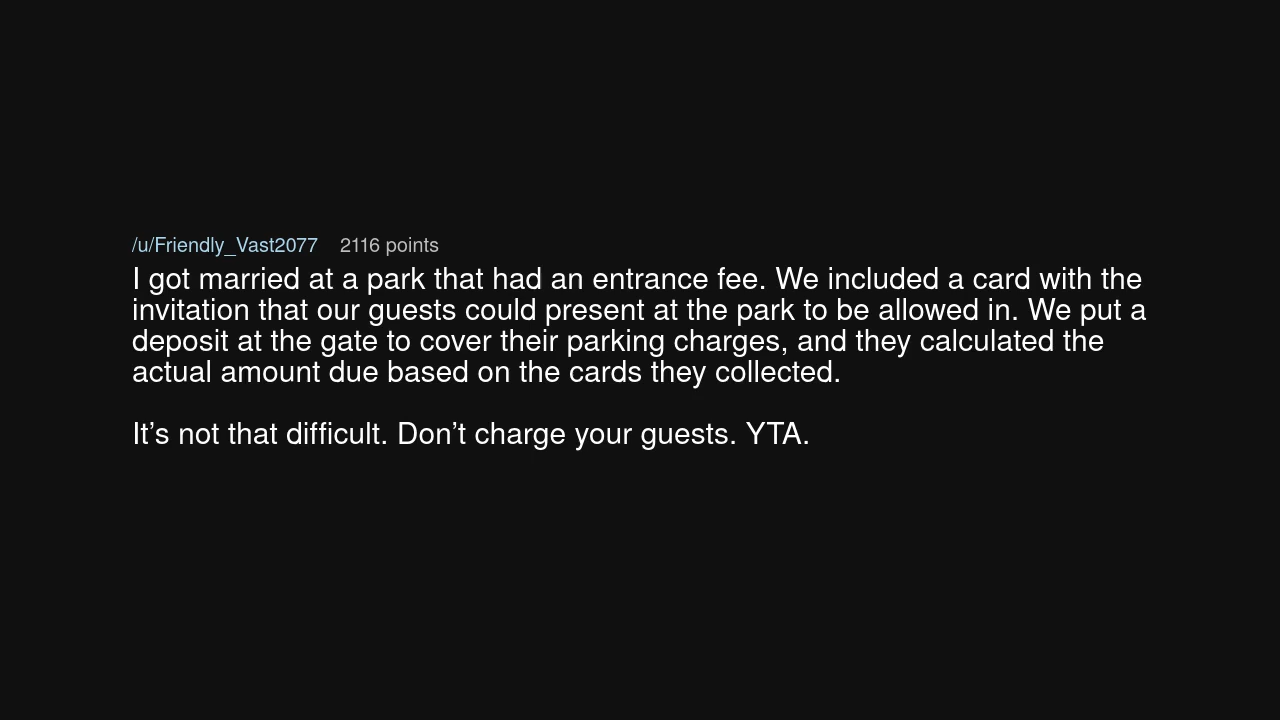 /u/Friendly_Vast2077 2116 points
I got married at a park that had an entrance fee. We included a card with the
invitation that our guests could present at the park to be allowed in. We put a
deposit at the gate to cover their parking charges, and they calculated the
actual amount due based on the cards they collected.
It’s not that difficult. Don’t charge your guests. YTA.